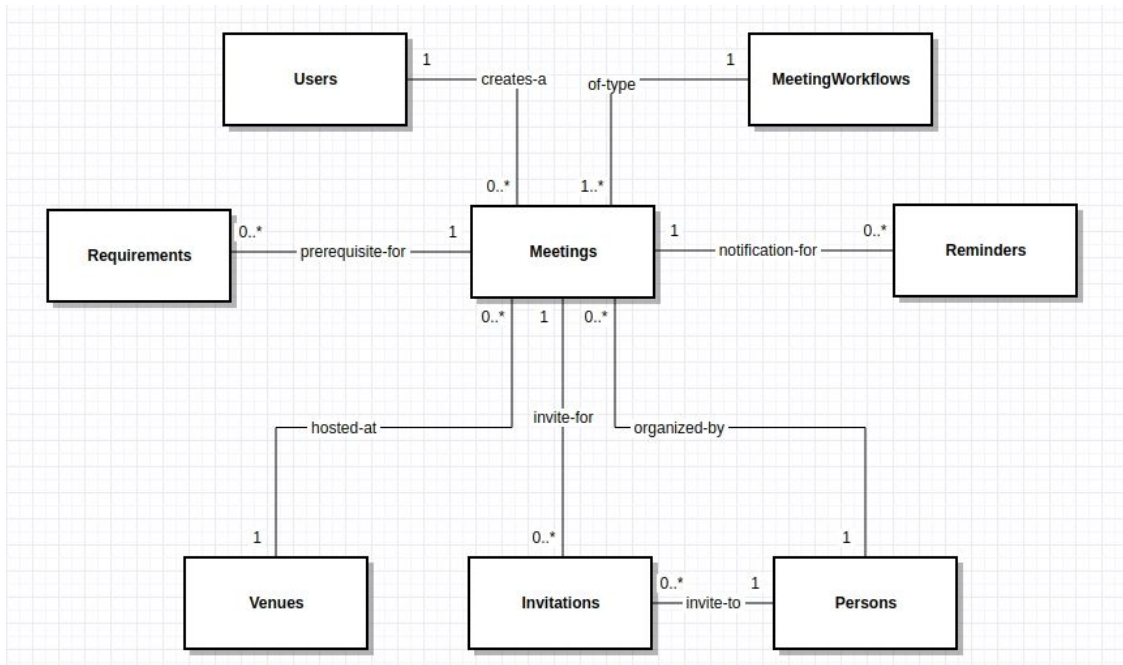 Users
1
creates-a
0..*
MeetingWorkflows
1
of-type
1..*
Requirements
0..*
prerequisite-for
1
Meetings
1
notification-for
0..*
Reminders
0..*
1
0..*
hosted-at
invite-for
organized-by
1
0..*
1
Venues
Invitations
0..*
invite-to
1
Persons